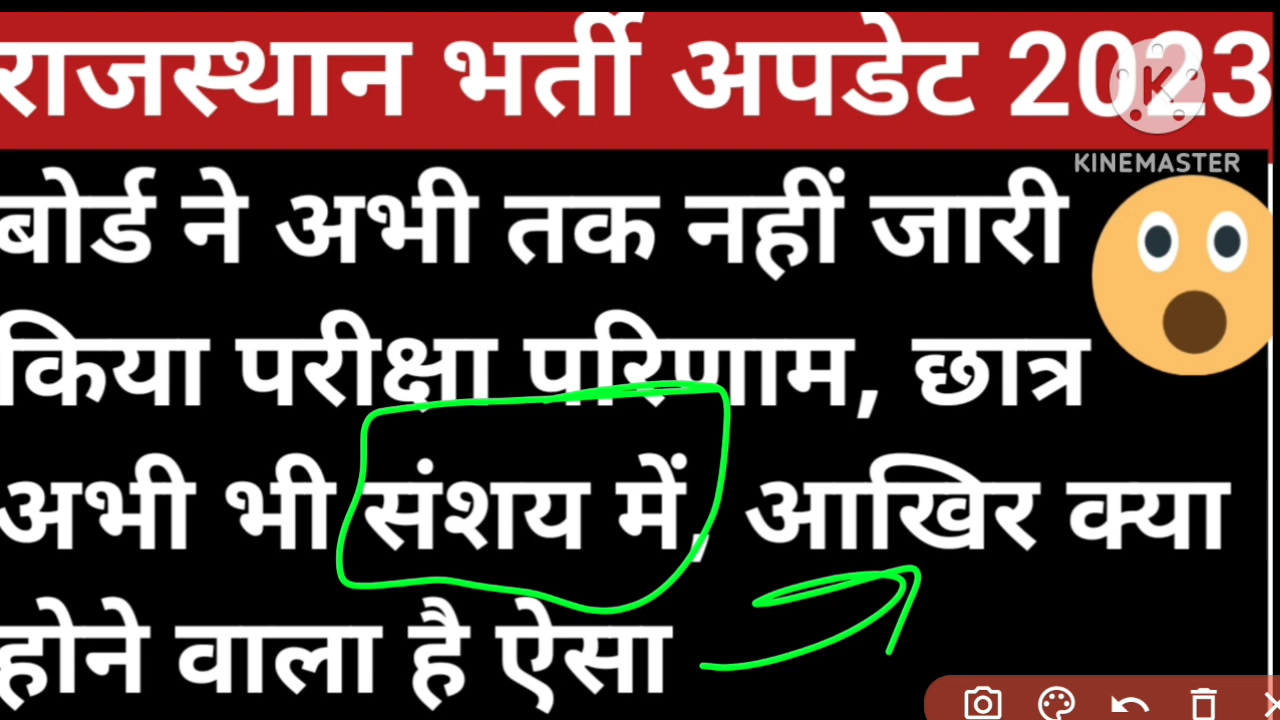 राजस्थान भर्ती अपडेट 2023
KINEMASTER
बोर्ड ने अभी तक नहीं जारी
किया परीक्षा परिणाम, छात्र
अभी भी संशय में, आखिर क्या
होने वाला है ऐसा